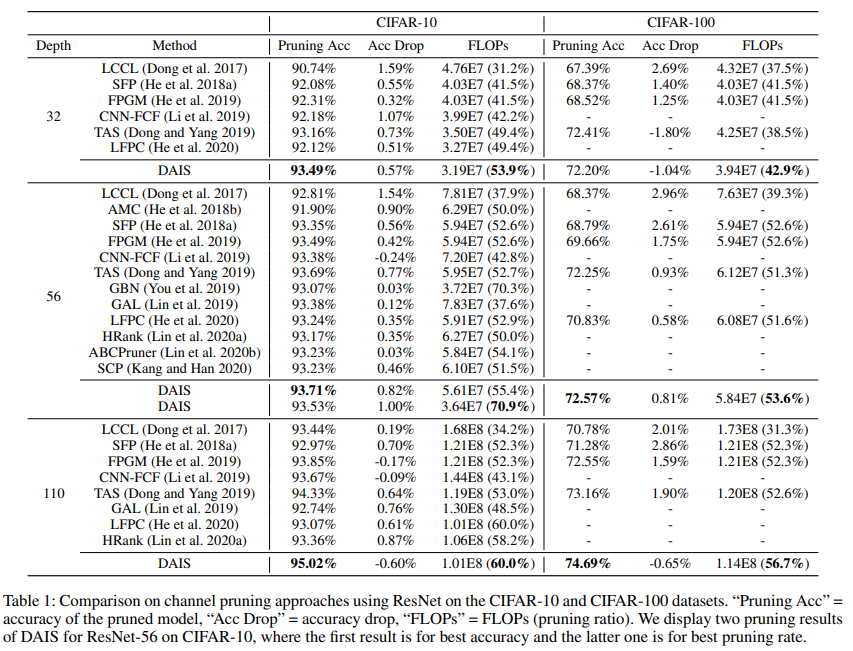 CIFAR-10 CIFAR-100
Depth Method Pruning Acc Acc Drop FLOPs Pruning Acc Acc Drop FLOPs
LCCL (Dong et al. 2017) 90.74% 1.59% 4.76E7 (31.2%) 67.39% 2.69% 4.32E7 (37.5%)
SFP (He et al. 2018a) 92.08% 0.55% 4.03E7 (41.5%) 68.37% 1.40% 4.03E7 (41.5%)
FPGM (He et al. 2019) 92.31% 0.32% 4.03E7 (41.5%) 68.52% 1.25% 4.03E7 (41.5%)
32 CNN-FCF (Li et al. 2019) 92.18% 1.07% 3.99E7 (42.2%) - - -
TAS (Dong and Yang 2019) 93.16% 0.73% 3.50E7 (49.4%) 72.41% -1.80% 4.25E7 (38.5%)
LFPC (He et al. 2020) 92.12% 0.51% 3.27E7 (49.4%) - - -
DAIS 93.49% 0.57% 3.19E7 (53.9%) 72.20% -1.04% 3.94E7 (42.9%)
LCCL (Dong et al. 2017) 92.81% 1.54% 7.81E7 (37.9%) 68.37% 2.96% 7.63E7 (39.3%)
AMC (He et al. 2018b) 91.90% 0.90% 6.29E7 (50.0%) - - -
SFP (He et al. 2018a) 93.35% 0.56% 5.94E7 (52.6%) 68.79% 2.61% 5.94E7 (52.6%)
FPGM (He et al. 2019) 93.49% 0.42% 5.94E7 (52.6%) 69.66% 1.75% 5.94E7 (52.6%)
CNN-FCF (Li et al. 2019) 93.38% -0.24% 7.20E7 (42.8%) - - -
TAS (Dong and Yang 2019) 93.69% 0.77% 5.95E7 (52.7%) 72.25% 0.93% 6.12E7 (51.3%)
56 GBN (You et al. 2019) 93.07% 0.03% 3.72E7 (70.3%) - - -
GAL (Lin et al. 2019) 93.38% 0.12% 7.83E7 (37.6%) - - -
LFPC (He et al. 2020) 93.24% 0.35% 5.91E7 (52.9%) 70.83% 0.58% 6.08E7 (51.6%)
HRank (Lin et al. 2020a) 93.17% 0.35% 6.27E7 (50.0%) - - -
ABCPruner (Lin et al. 2020b) 93.23% 0.03% 5.84E7 (54.1%) - - -
SCP (Kang and Han 2020) 93.23% 0.46% 6.10E7 (51.5%) - - -
DAIS 93.71% 0.82% 5.61E7 (55.4%) 72.57% 0.81% 5.84E7 (53.6%)
DAIS 93.53% 1.00% 3.64E7 (70.9%)
LCCL (Dong et al. 2017) 93.44% 0.19% 1.68E8 (34.2%) 70.78% 2.01% 1.73E8 (31.3%)
SFP (He et al. 2018a) 92.97% 0.70% 1.21E8 (52.3%) 71.28% 2.86% 1.21E8 (52.3%)
FPGM (He et al. 2019) 93.85% -0.17% 1.21E8 (52.3%) 72.55% 1.59% 1.21E8 (52.3%)
CNN-FCF (Li et al. 2019) 93.67% -0.09% 1.44E8 (43.1%) - - -
110 TAS (Dong and Yang 2019) 94.33% 0.64% 1.19E8 (53.0%) 73.16% 1.90% 1.20E8 (52.6%)
GAL (Lin et al. 2019) 92.74% 0.76% 1.30E8 (48.5%) - - -
LFPC (He et al. 2020) 93.07% 0.61% 1.01E8 (60.0%) - - -
HRank (Lin et al. 2020a) 93.36% 0.87% 1.06E8 (58.2%) - - -
DAIS 95.02% -0.60% 1.01E8 (60.0%) 74.69% -0.65% 1.14E8 (56.7%)
Table 1: Comparison on channel pruning approaches using ResNet on the CIFAR-10 and CIFAR-100 datasets. “Pruning Acc” =
accuracy of the pruned model, “Acc Drop” = accuracy drop, “FLOPs” = FLOPs (pruning ratio). We display two pruning results
of DAIS for ResNet-56 on CIFAR-10, where the first result is for best accuracy and the latter one is for best pruning rate.